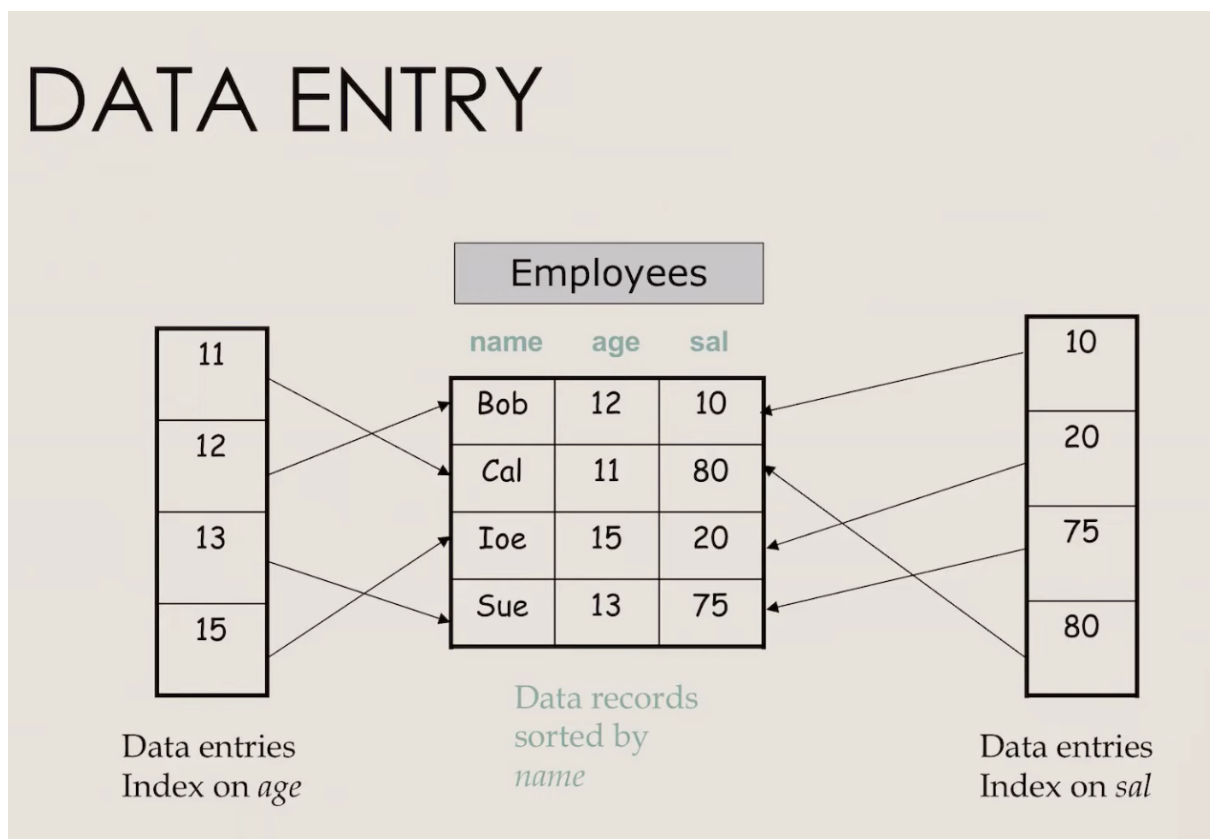 DATA ENTRY
Employees
name age sal
11
12
13
15
Bob 12 10
Cal 11 80
Ioe 15 20
Sue 13 75
10
20
75
80
Data entries
Index on age
Data records
sorted by
name
Data entries
Index on sal